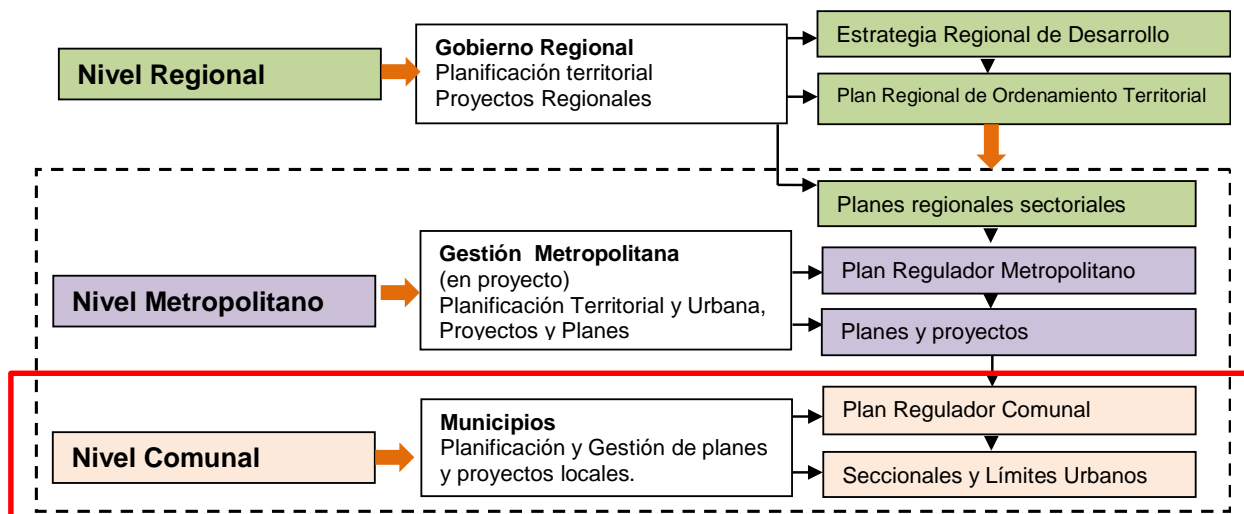 Nivel Regional
Gobierno Regional
Planificación territorial
Proyectos Regionales
Estrategia Regional de Desarrollo
Plan Regional de Ordenamiento Territorial
Planes regionales sectoriales
Nivel Metropolitano
Gestión Metropolitana
(en proyecto)
Planificación Territorial y Urbana,
Proyectos y Planes
Plan Regulador Metropolitano
Planes y proyectos
Nivel Comunal
Municipios
Planificación y Gestión de planes
y proyectos locales.
Plan Regulador Comunal
Seccionales y Límites Urbanos